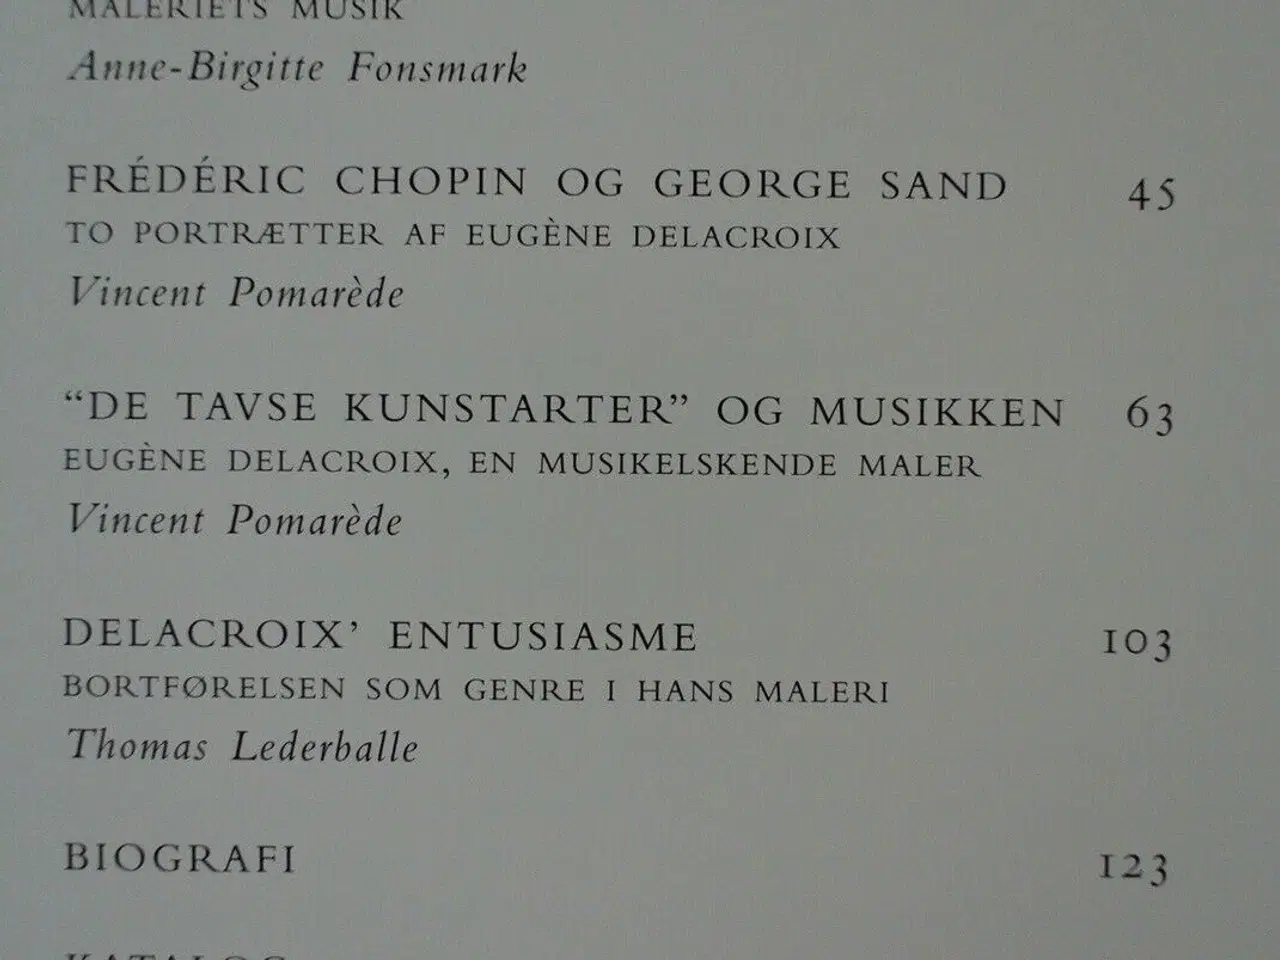 MALERIETS MUSIK
Anne-Birgitte Fonsmark
FRÉDÉRIC CHOPIN OG GEORGE SAND 45
TO PORTRÆTTER AF EUGÈNE DELACROIX
Vincent Pomarède
“DE TAVSE KUNSTARTER” OG MUSIKKEN 63
EUGÈNE DELACROIX, EN MUSIKELSKENDE MALER
Vincent Pomarède
DELACROIX’ ENTUSIASME 103
BORTFØRELSEN SOM GENRE I HANS MALERI
Thomas Lederballe
BIOGRAFI 123
KATALOG